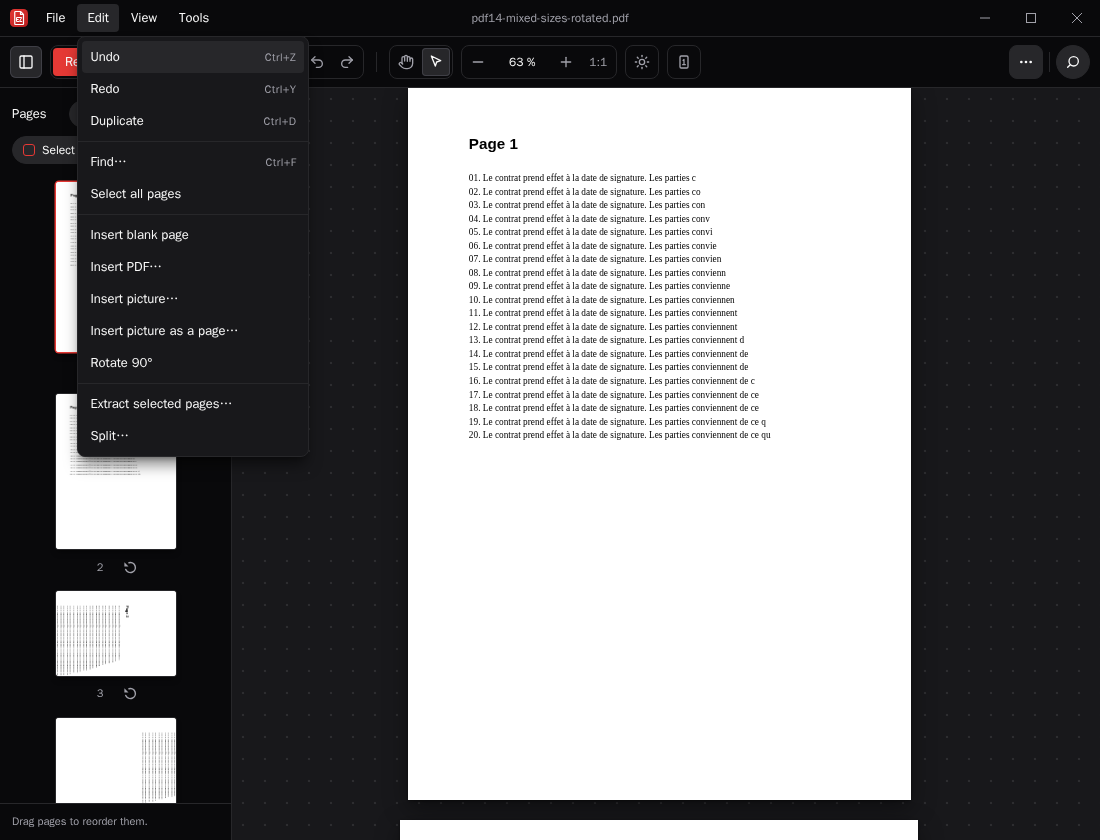 File Edit View Tools
pdf14-mixed-sizes-rotated.pdf
Undo Ctrl+Z
Redo Ctrl+Y
Duplicate Ctrl+D
Find⋯ Ctrl+F
Select all pages
Insert blank page
Insert PDF⋯
Insert picture⋯
Insert picture as a page⋯
Rotate 90°
Extract selected pages⋯
Split⋯
63 %
1:1
1
Pages
Select
2
3
Drag pages to reorder them.
Page 1
01. Le contrat prend effet à la date de signature. Les parties c
02. Le contrat prend effet à la date de signature. Les parties co
03. Le contrat prend effet à la date de signature. Les parties con
04. Le contrat prend effet à la date de signature. Les parties conv
05. Le contrat prend effet à la date de signature. Les parties convi
06. Le contrat prend effet à la date de signature. Les parties convie
07. Le contrat prend effet à la date de signature. Les parties convien
08. Le contrat prend effet à la date de signature. Les parties convienn
09. Le contrat prend effet à la date de signature. Les parties convienne
10. Le contrat prend effet à la date de signature. Les parties conviennen
11. Le contrat prend effet à la date de signature. Les parties conviennent
12. Le contrat prend effet à la date de signature. Les parties conviennent
13. Le contrat prend effet à la date de signature. Les parties conviennent d
14. Le contrat prend effet à la date de signature. Les parties conviennent de
15. Le contrat prend effet à la date de signature. Les parties conviennent de
16. Le contrat prend effet à la date de signature. Les parties conviennent de c
17. Le contrat prend effet à la date de signature. Les parties conviennent de ce
18. Le contrat prend effet à la date de signature. Les parties conviennent de ce
19. Le contrat prend effet à la date de signature. Les parties conviennent de ce q
20. Le contrat prend effet à la date de signature. Les parties conviennent de ce qu